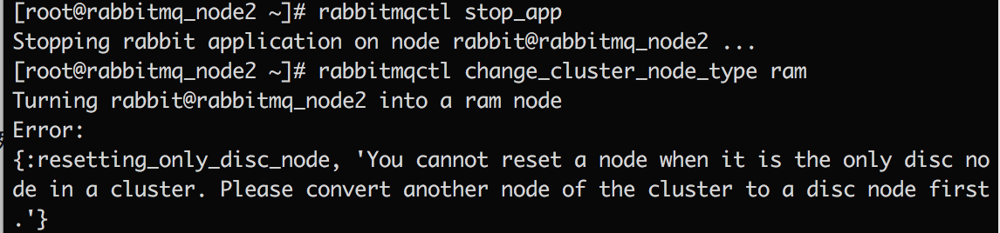 [root@rabbitmq_node2 ~]# rabbitmqctl stop_app
Stopping rabbit application on node rabbit@rabbitmq_node2 ...
[root@rabbitmq_node2 ~]# rabbitmqctl change_cluster_node_type ram
Turning rabbit@rabbitmq_node2 into a ram node
Error:
{:resetting_only_disc_node, 'You cannot reset a node when it is the only disc no
de in a cluster. Please convert another node of the cluster to a disc node first
.'}